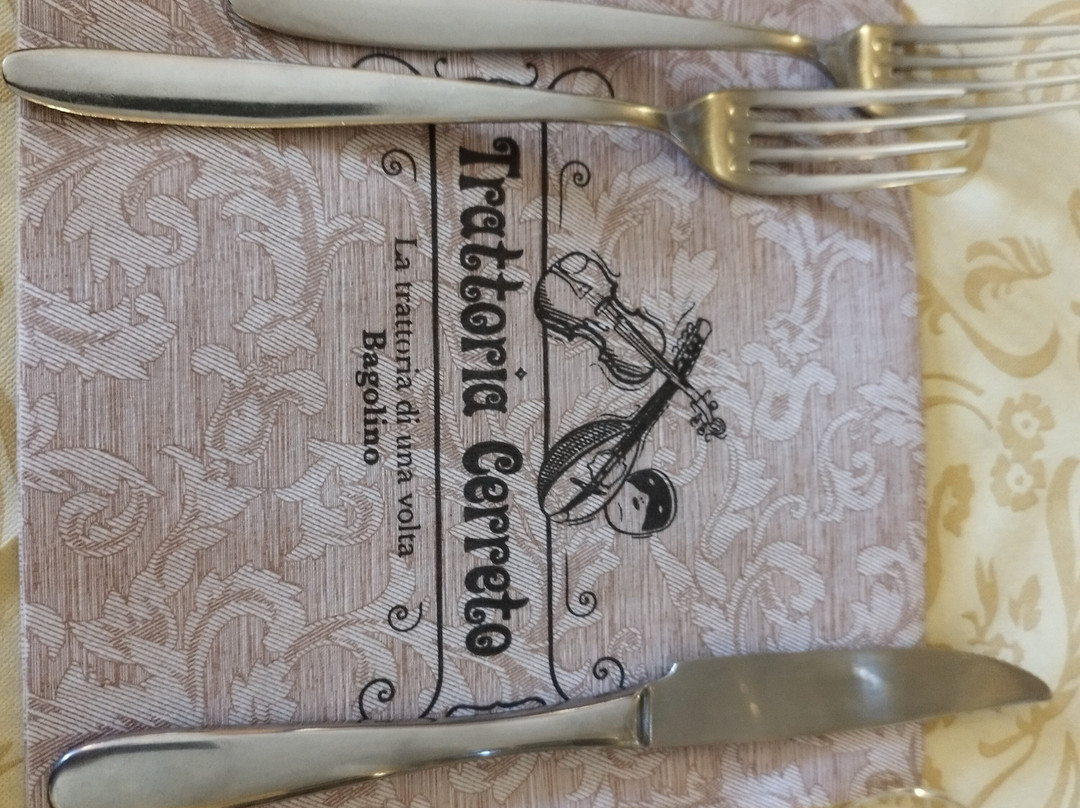 Trattoria Cerreto
La trattoria di una volta
Bagolino